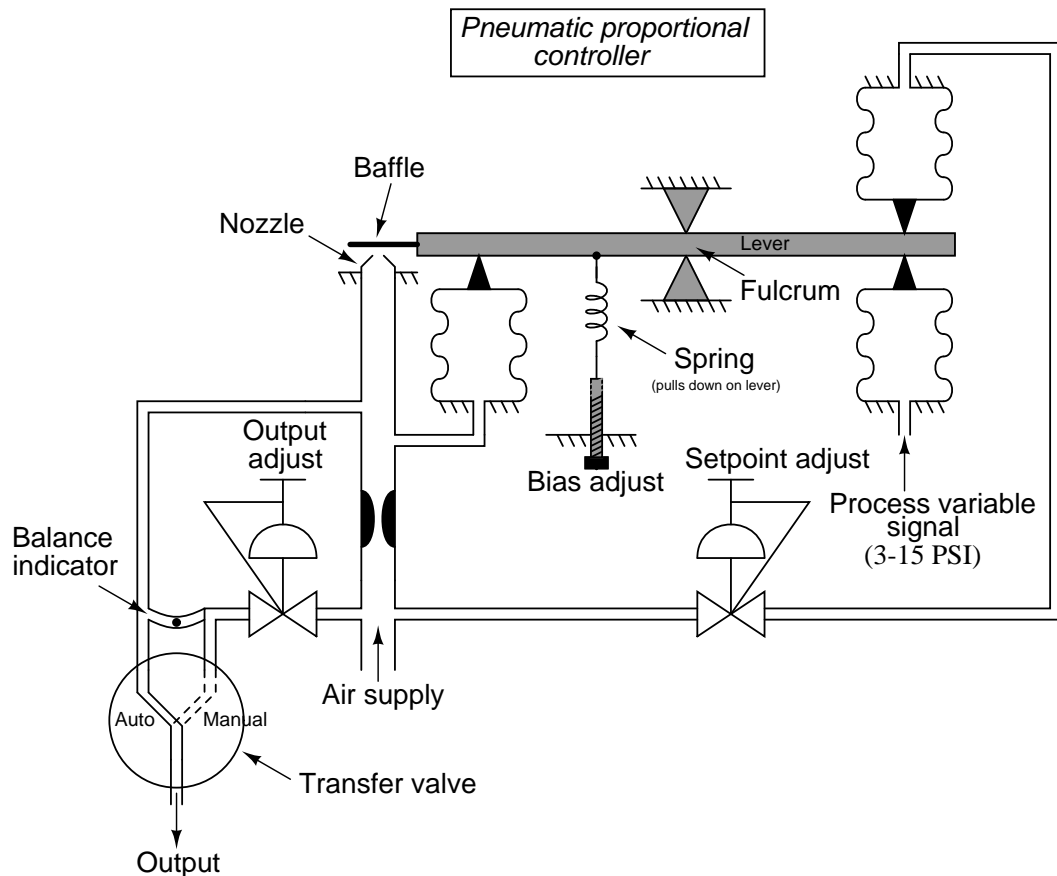 Pneumatic proportional
controller
Baffle
Nozzle
Lever
Fulcrum
Spring
(pulls down on lever)
Output
adjust
Bias adjust
Setpoint adjust
Process variable
signal
(3-15 PSI)
Balance
indicator
Air supply
Auto
Manual
Transfer valve
Output